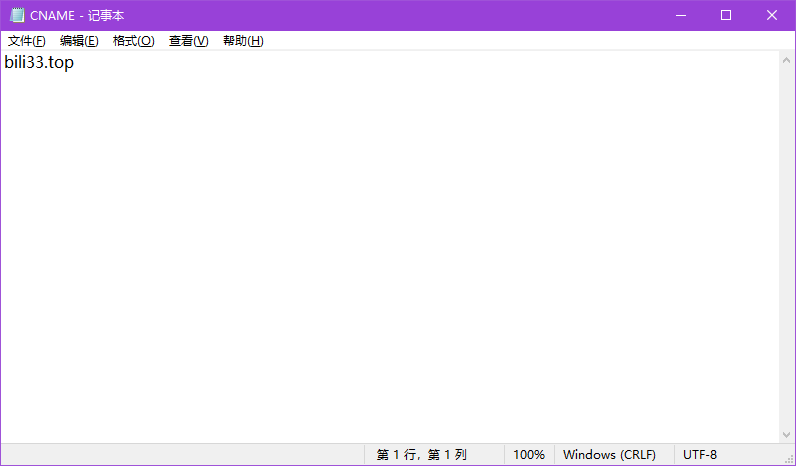 CNAME - 记事本
文件(F) 编辑(E) 格式(O) 查看(V) 帮助(H)
bili33.top
第 1 行，第 1 列 100% Windows (CRLF) UTF-8